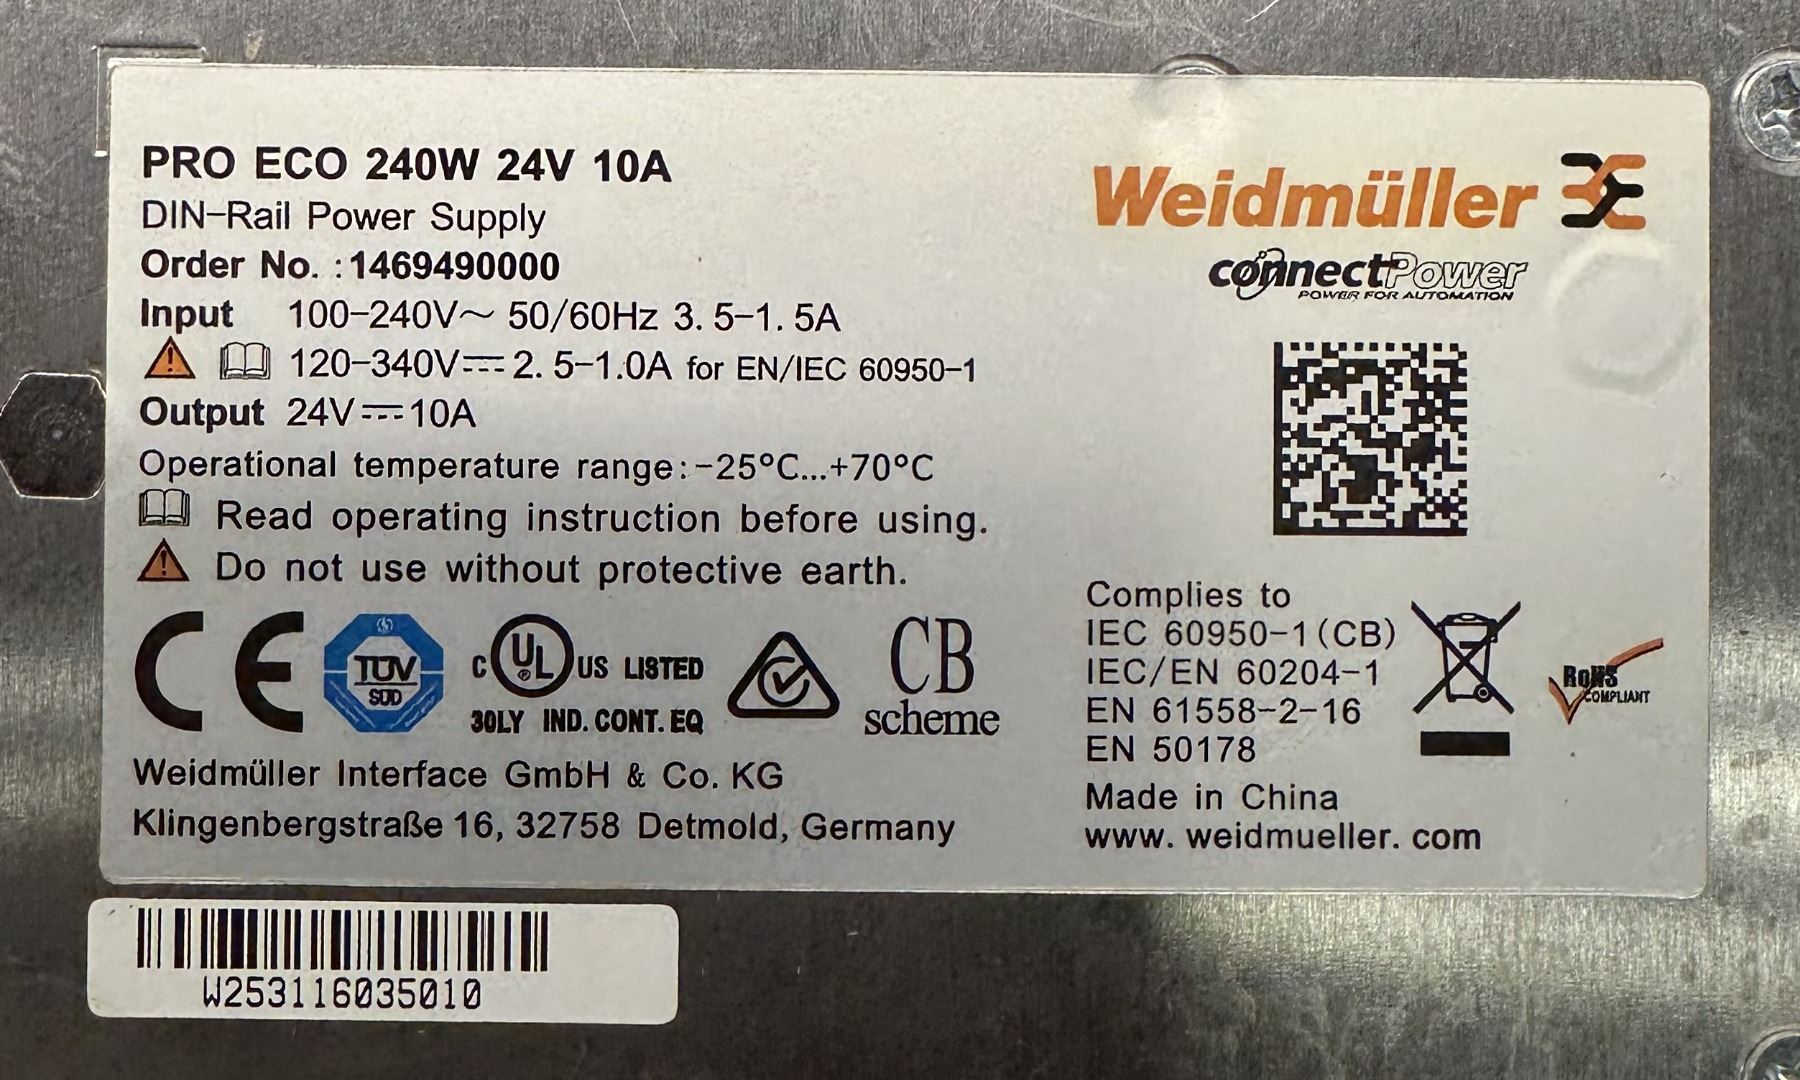 PRO ECO 240W 24V 10A
DIN-Rail Power Supply
Order No. :1469490000
Input 100-240V~ 50/60Hz 3.5-1.5A
120-340V⎓2.5-1.0A for EN/IEC 60950-1
Output 24V⎓10A
Operational temperature range:-25°C...+70°C
Read operating instruction before using.
Do not use without protective earth.
CE
TÜV
SÜD
C UL® US LISTED
30LY IND. CONT. EQ
CB
scheme
Weidmüller Interface GmbH & Co. KG
Klingenbergstraße 16, 32758 Detmold, Germany
Weidmüller
connectPower
POWER FOR AUTOMATION
Complies to
IEC 60950-1(CB)
IEC/EN 60204-1
EN 61558-2-16
EN 50178
RoHS
COMPLIANT
Made in China
www.weidmueller.com
W253116035010